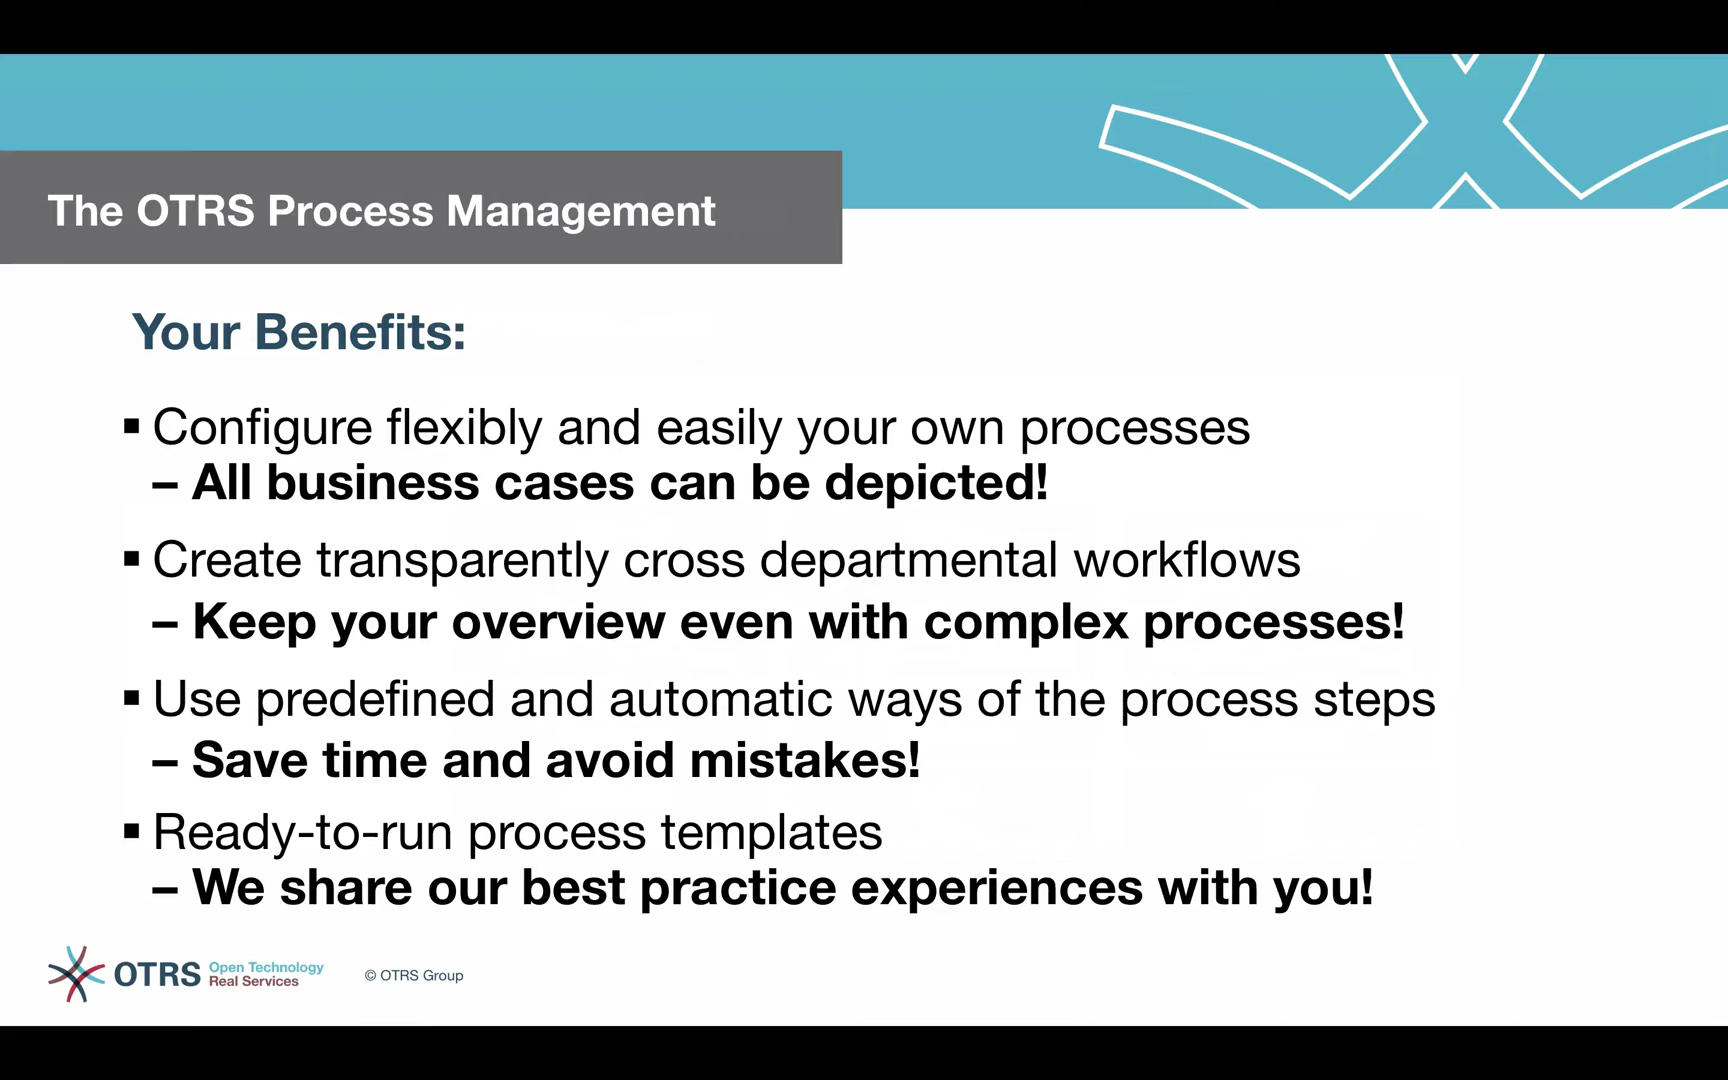 The OTRS Process Management
Your Benefits:
▪ Configure flexibly and easily your own processes
– All business cases can be depicted!
▪ Create transparently cross departmental workflows
– Keep your overview even with complex processes!
▪ Use predefined and automatic ways of the process steps
– Save time and avoid mistakes!
▪ Ready-to-run process templates
– We share our best practice experiences with you!
OTRS Open Technology
Real Services
© OTRS Group